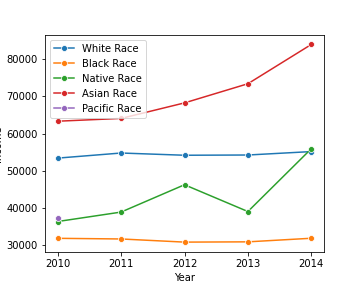 White Race
Black Race
Native Race
Asian Race
Pacific Race
80000
70000
60000
50000
40000
30000
2010
2011
2012
2013
2014
Year